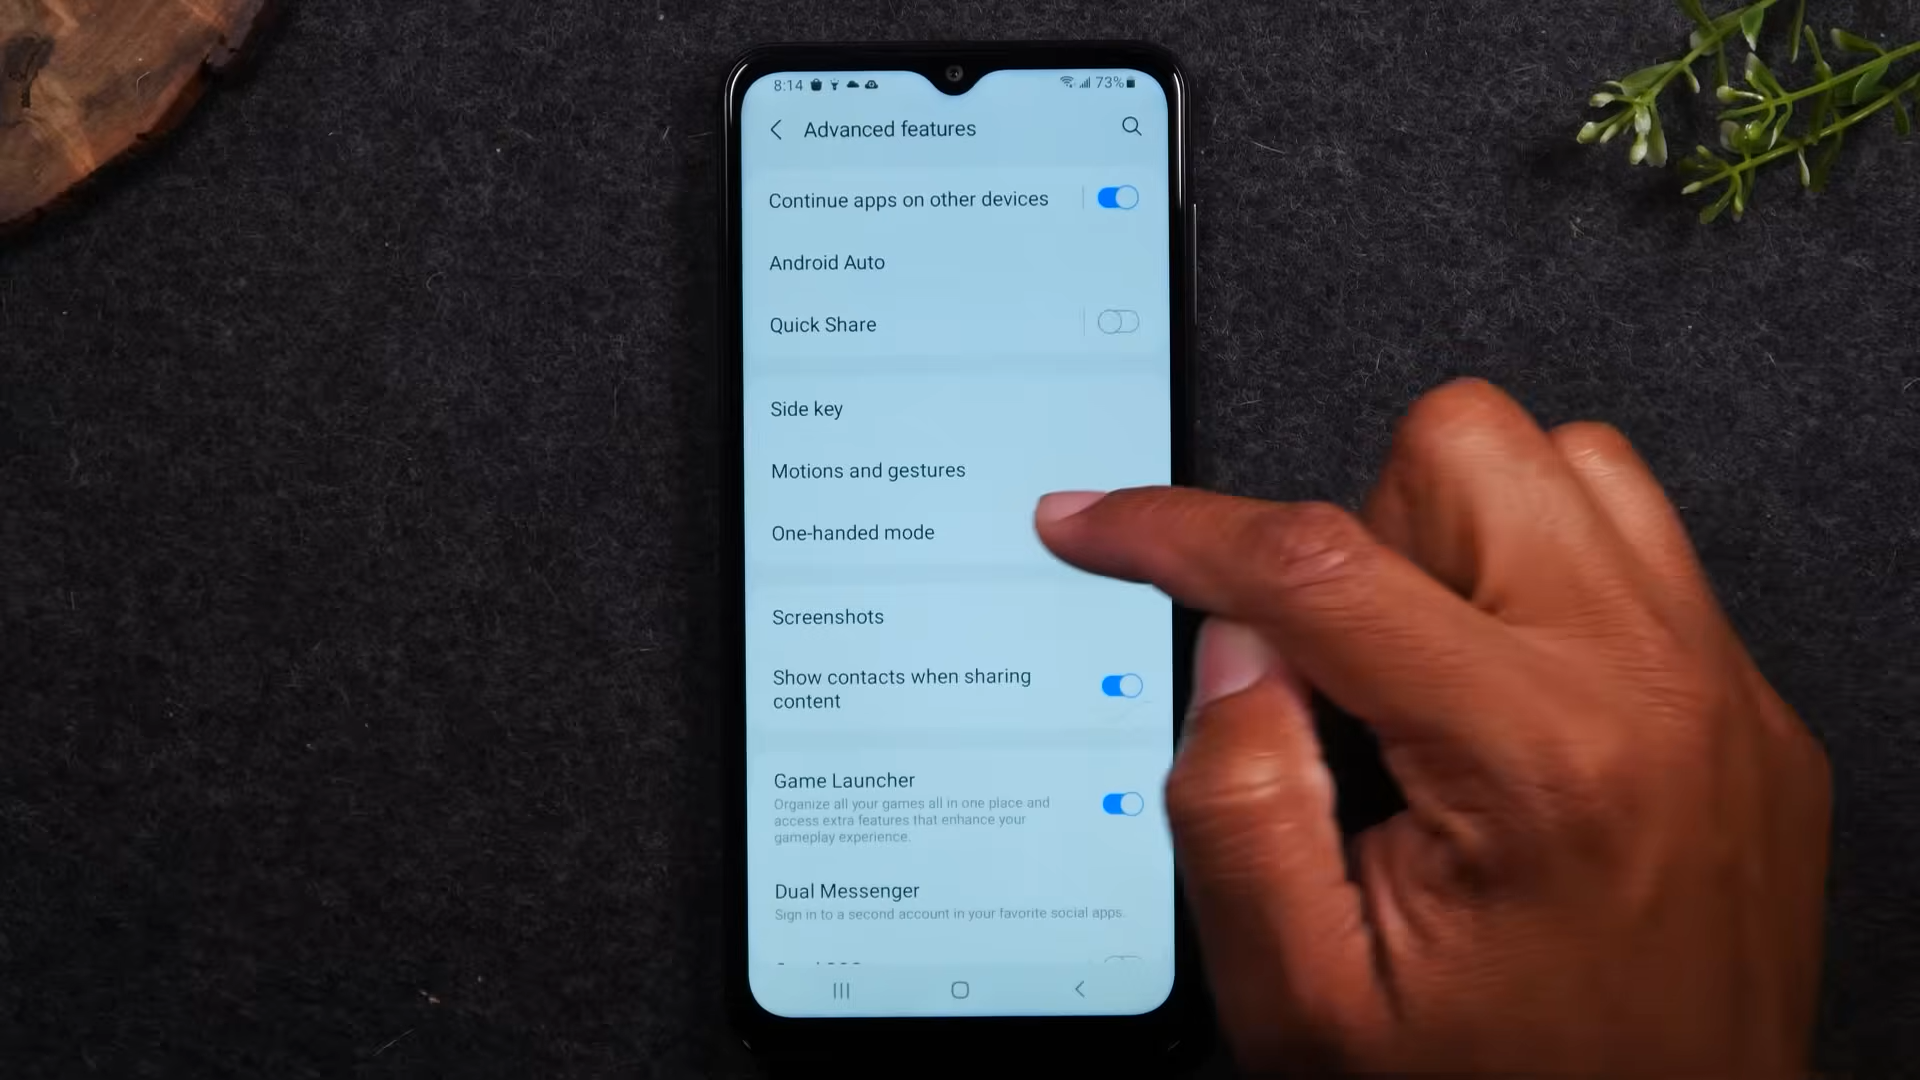 8:14
73%
Advanced features
Continue apps on other devices
Android Auto
Quick Share
Side key
Motions and gestures
One-handed mode
Screenshots
Show contacts when sharing
content
Game Launcher
Organize all your games all in one place and
access extra features that enhance your
gameplay experience.
Dual Messenger
Sign in to a second account in your favorite social apps.